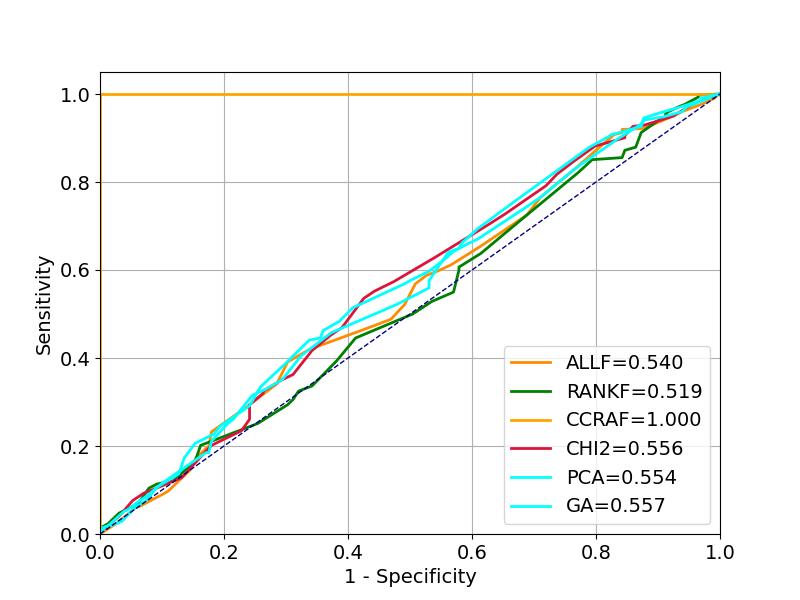 1.0
0.8
0.6
0.4
0.2
0.0
Sensitivity
ALLF=0.540
RANKF=0.519
CCRAF=1.000
CHI2=0.556
PCA=0.554
GA=0.557
0.0 0.2 0.4 0.6 0.8 1.0
1 - Specificity